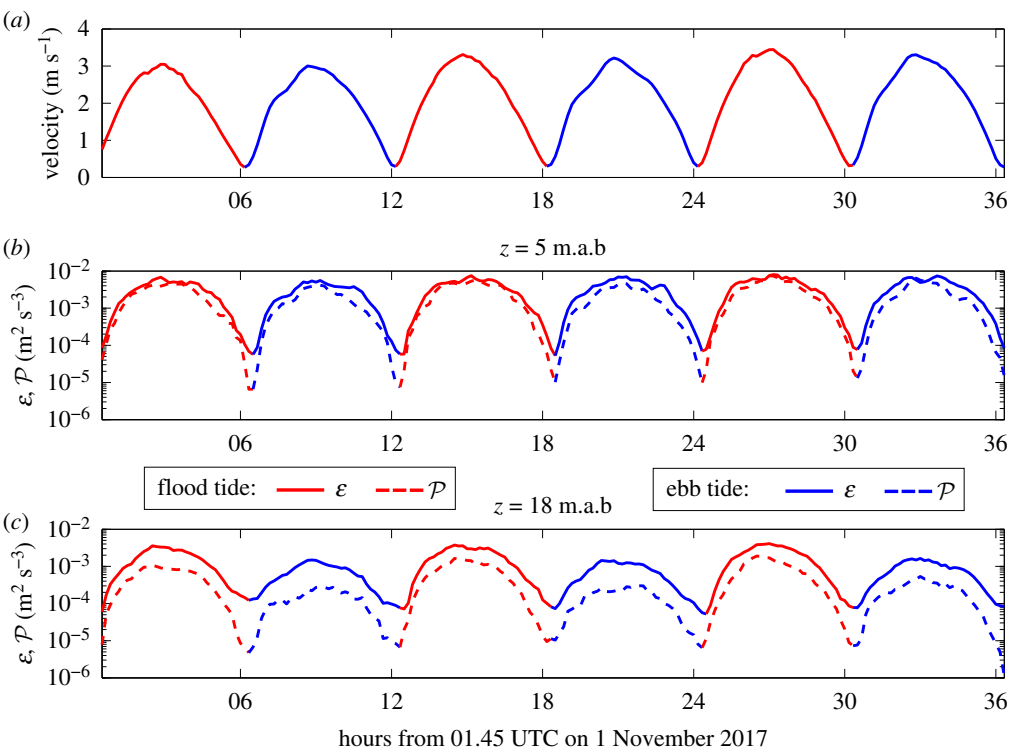 (a)
velocity (m s⁻¹)
4
3
2
1
0
06 12 18 24 30 36
(b)
z = 5 m.a.b
ε, 𝒫 (m² s⁻³)
10⁻²
10⁻³
10⁻⁴
10⁻⁵
10⁻⁶
06 12 18 24 30 36
flood tide: ε 𝒫 ebb tide: ε 𝒫
(c)
z = 18 m.a.b
ε, 𝒫 (m² s⁻³)
10⁻²
10⁻³
10⁻⁴
10⁻⁵
10⁻⁶
06 12 18 24 30 36
hours from 01.45 UTC on 1 November 2017